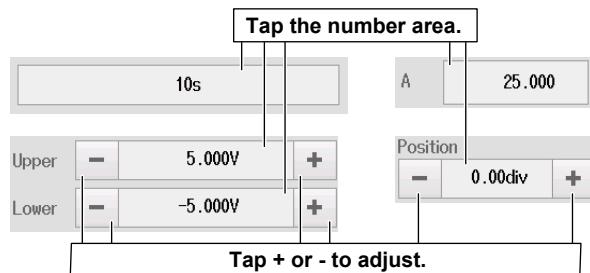 Tap the number area.
10s
A 25.000
Upper − 5.000V +
Lower − -5.000V +
Position
− 0.00div +
Tap + or - to adjust.